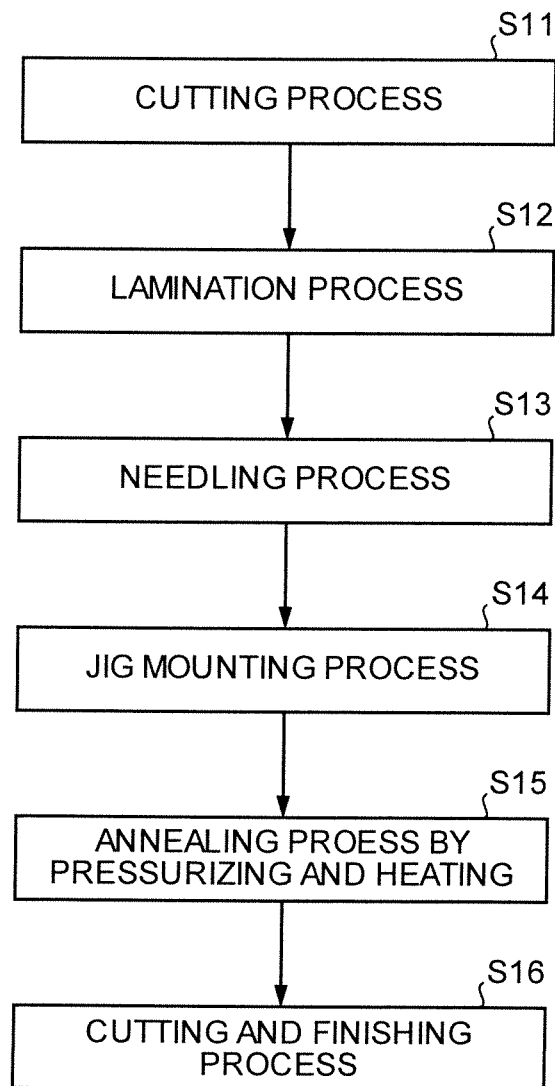 S11
CUTTING PROCESS
S12
LAMINATION PROCESS
S13
NEEDLING PROCESS
S14
JIG MOUNTING PROCESS
S15
ANNEALING PROESS BY
PRESSURIZING AND HEATING
S16
CUTTING AND FINISHING
PROCESS